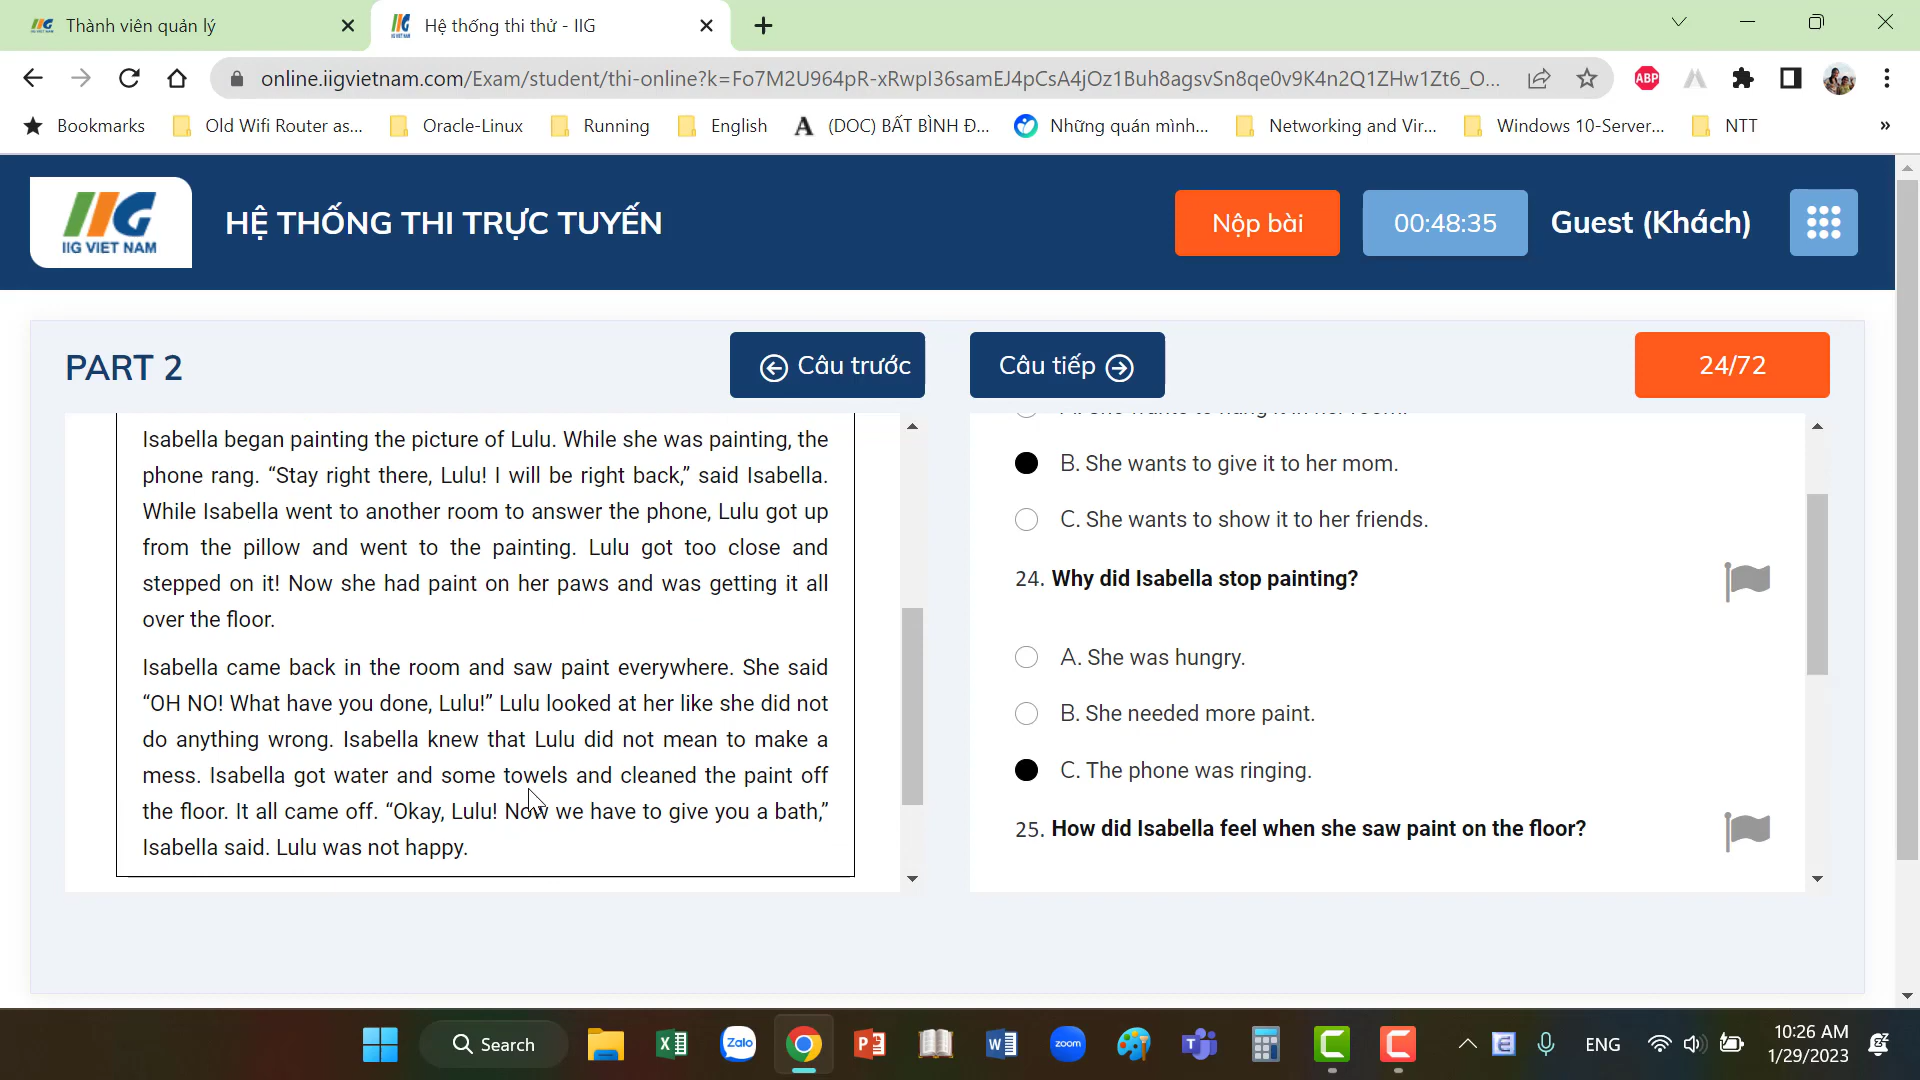 Thành viên quản lý
Hệ thống thi thử - IIG
online.iigvietnam.com/Exam/student/thi-online?k=Fo7M2U964pR-xRwpI36samEJ4pCsA4jOz1Buh8agsvSn8qe0v9K4n2Q1ZHw1Zt6_O...
ABP
Bookmarks
Old Wifi Router as...
Oracle-Linux
Running
English
(DOC) BẤT BÌNH Đ...
Những quán mình...
Networking and Vir...
Windows 10-Server...
NTT
IIG VIET NAM
HỆ THỐNG THI TRỰC TUYẾN
Nộp bài
00:48:35
Guest (Khách)
PART 2
Câu trước
Câu tiếp
24/72
Isabella began painting the picture of Lulu. While she was painting, the
phone rang. “Stay right there, Lulu! I will be right back,” said Isabella.
While Isabella went to another room to answer the phone, Lulu got up
from the pillow and went to the painting. Lulu got too close and
stepped on it! Now she had paint on her paws and was getting it all
over the floor.
Isabella came back in the room and saw paint everywhere. She said
“OH NO! What have you done, Lulu!” Lulu looked at her like she did not
do anything wrong. Isabella knew that Lulu did not mean to make a
mess. Isabella got water and some towels and cleaned the paint off
the floor. It all came off. “Okay, Lulu! Now we have to give you a bath,”
Isabella said. Lulu was not happy.
A. She wants to hang it in her room.
B. She wants to give it to her mom.
C. She wants to show it to her friends.
24. Why did Isabella stop painting?
A. She was hungry.
B. She needed more paint.
C. The phone was ringing.
25. How did Isabella feel when she saw paint on the floor?
Search
Zalo
zoom
ENG
10:26 AM
1/29/2023